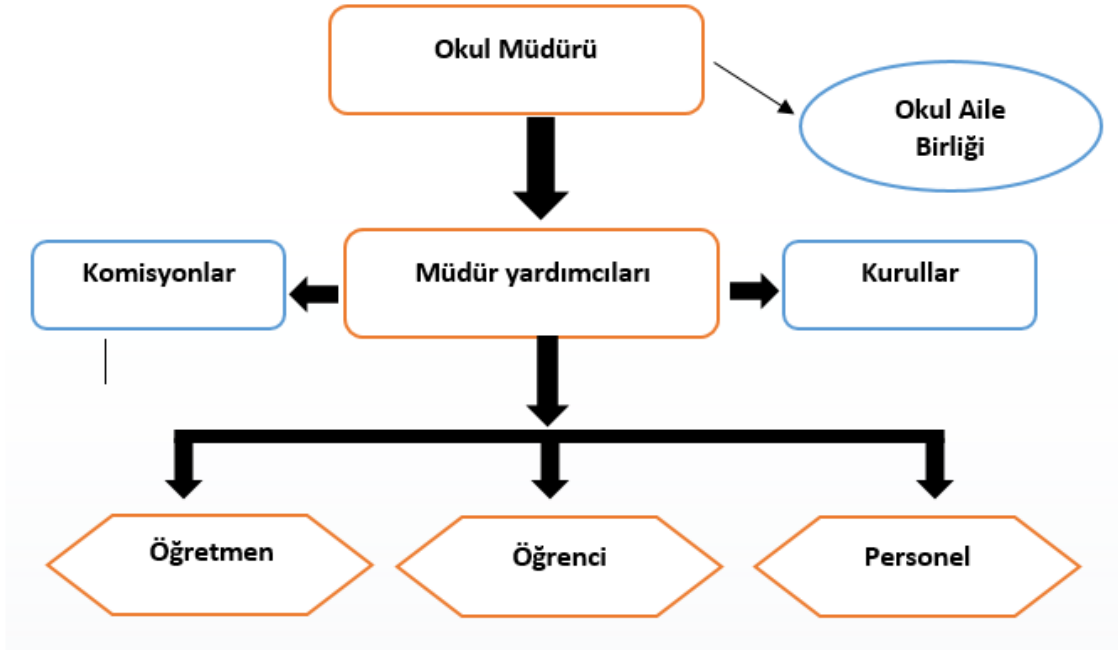 Okul Müdürü
Okul Aile
Birliği
Komisyonlar
Müdür yardımcıları
Kurullar
Öğretmen
Öğrenci
Personel